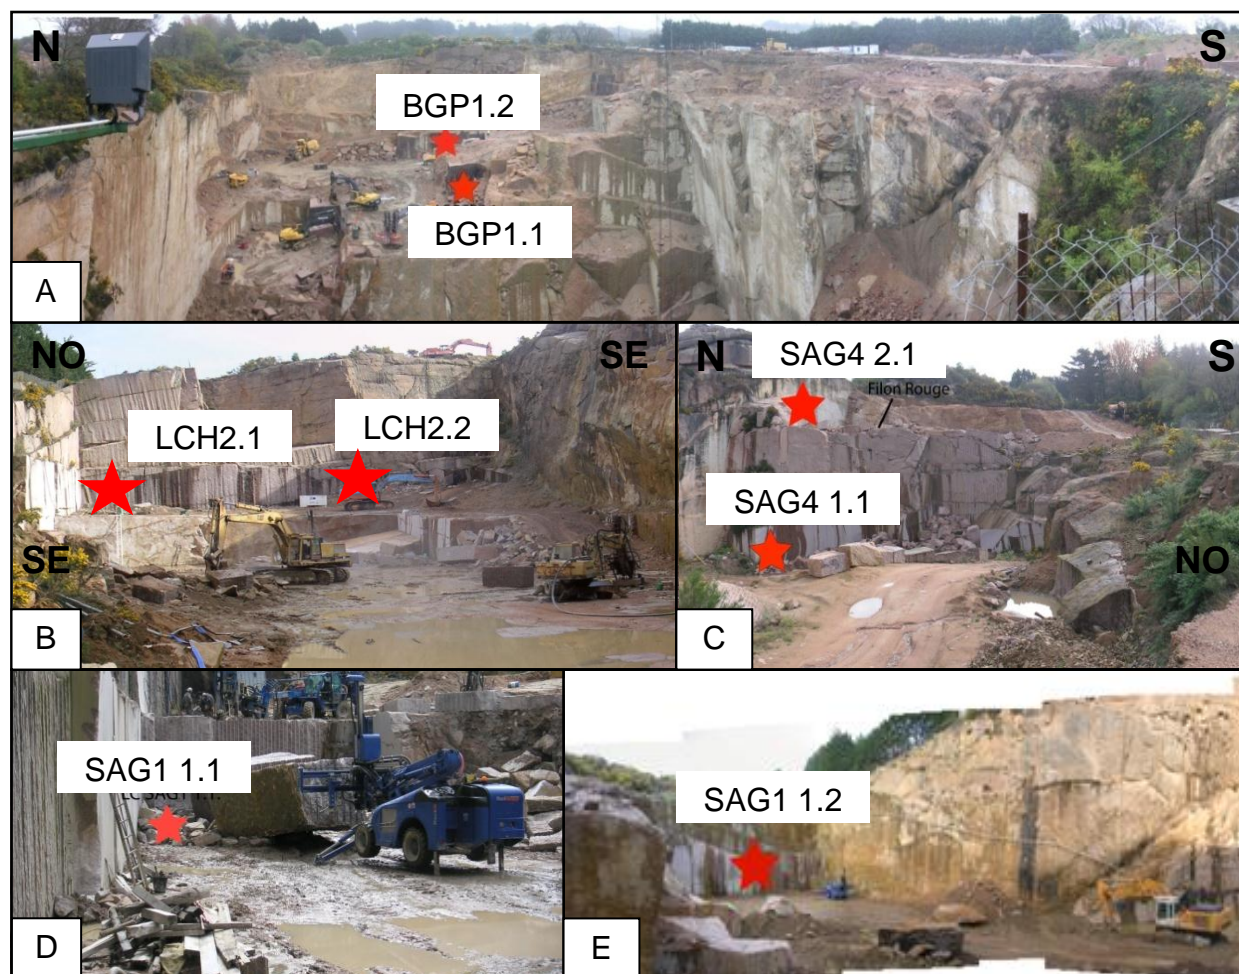 N
S
BGP1.2
BGP1.1
A
NO
SE
LCH2.1
LCH2.2
SE
B
N
SAG4 2.1
S
Filon Rouge
SAG4 1.1
NO
C
SAG1 1.1
D
SAG1 1.2
E